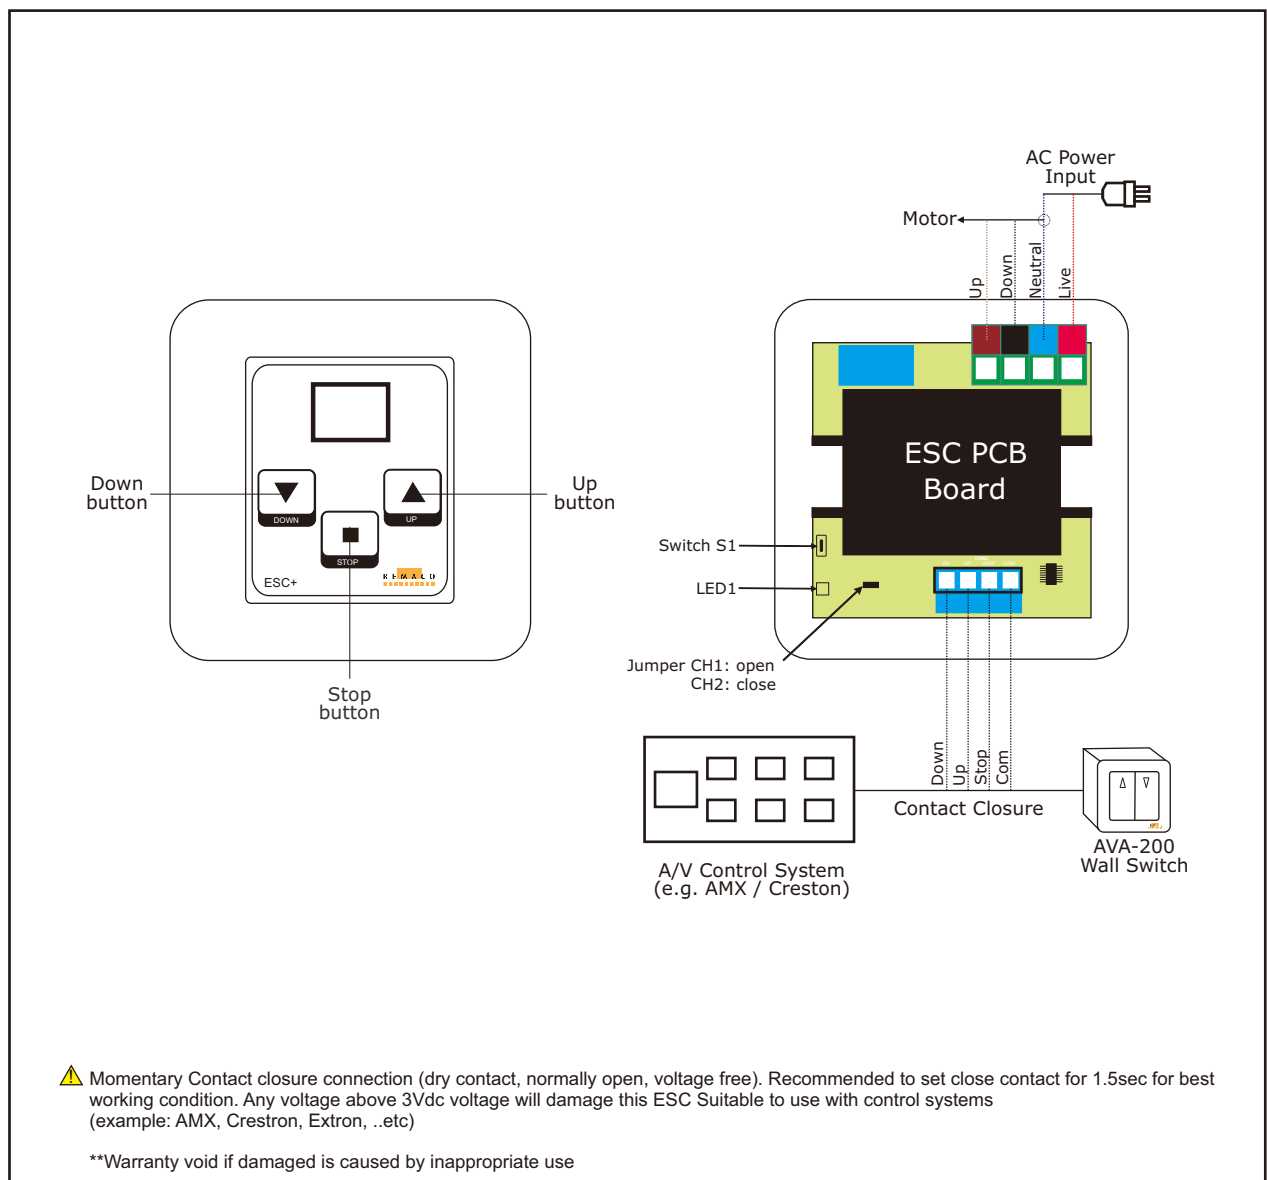 AC Power
Input
Motor
Up
Down
Neutral
Live
ESC PCB
Board
Down
button
Up
button
DOWN
UP
STOP
ESC+
REMACO
Stop
button
Switch S1
LED1
Jumper CH1: open
CH2: close
Down
Up
Stop
Com
Contact Closure
A/V Control System
(e.g. AMX / Creston)
AVA-200
Wall Switch
Momentary Contact closure connection (dry contact, normally open, voltage free). Recommended to set close contact for 1.5sec for best
working condition. Any voltage above 3Vdc voltage will damage this ESC Suitable to use with control systems
(example: AMX, Crestron, Extron, ..etc)
**Warranty void if damaged is caused by inappropriate use